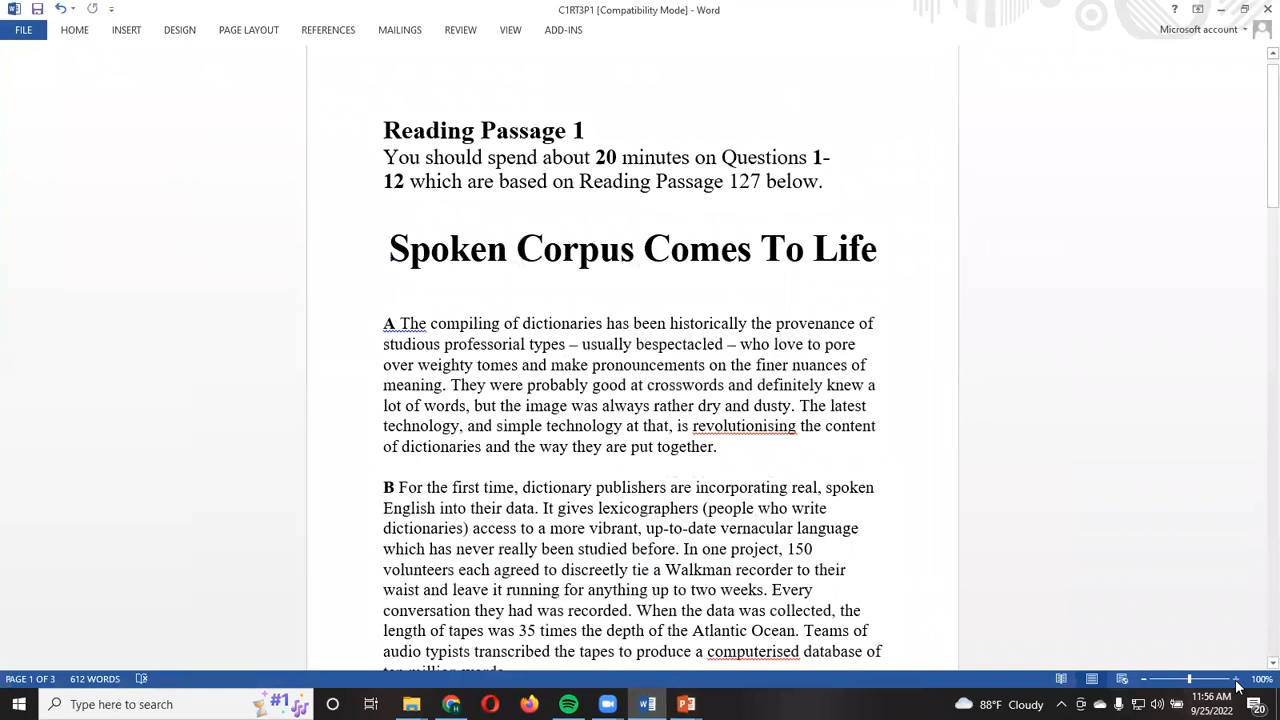 C1RT3P1 [Compatibility Mode] - Word
FILE HOME INSERT DESIGN PAGE LAYOUT REFERENCES MAILINGS REVIEW VIEW ADD-INS Microsoft account
Reading Passage 1
You should spend about 20 minutes on Questions 1-
12 which are based on Reading Passage 127 below.
Spoken Corpus Comes To Life
A The compiling of dictionaries has been historically the provenance of
studious professorial types – usually bespectacled – who love to pore
over weighty tomes and make pronouncements on the finer nuances of
meaning. They were probably good at crosswords and definitely knew a
lot of words, but the image was always rather dry and dusty. The latest
technology, and simple technology at that, is revolutionising the content
of dictionaries and the way they are put together.
B For the first time, dictionary publishers are incorporating real, spoken
English into their data. It gives lexicographers (people who write
dictionaries) access to a more vibrant, up-to-date vernacular language
which has never really been studied before. In one project, 150
volunteers each agreed to discreetly tie a Walkman recorder to their
waist and leave it running for anything up to two weeks. Every
conversation they had was recorded. When the data was collected, the
length of tapes was 35 times the depth of the Atlantic Ocean. Teams of
audio typists transcribed the tapes to produce a computerised database of
ten million words.
PAGE 1 OF 3 612 WORDS 100%
Type here to search #1 88°F Cloudy 11:56 AM
9/25/2022 20